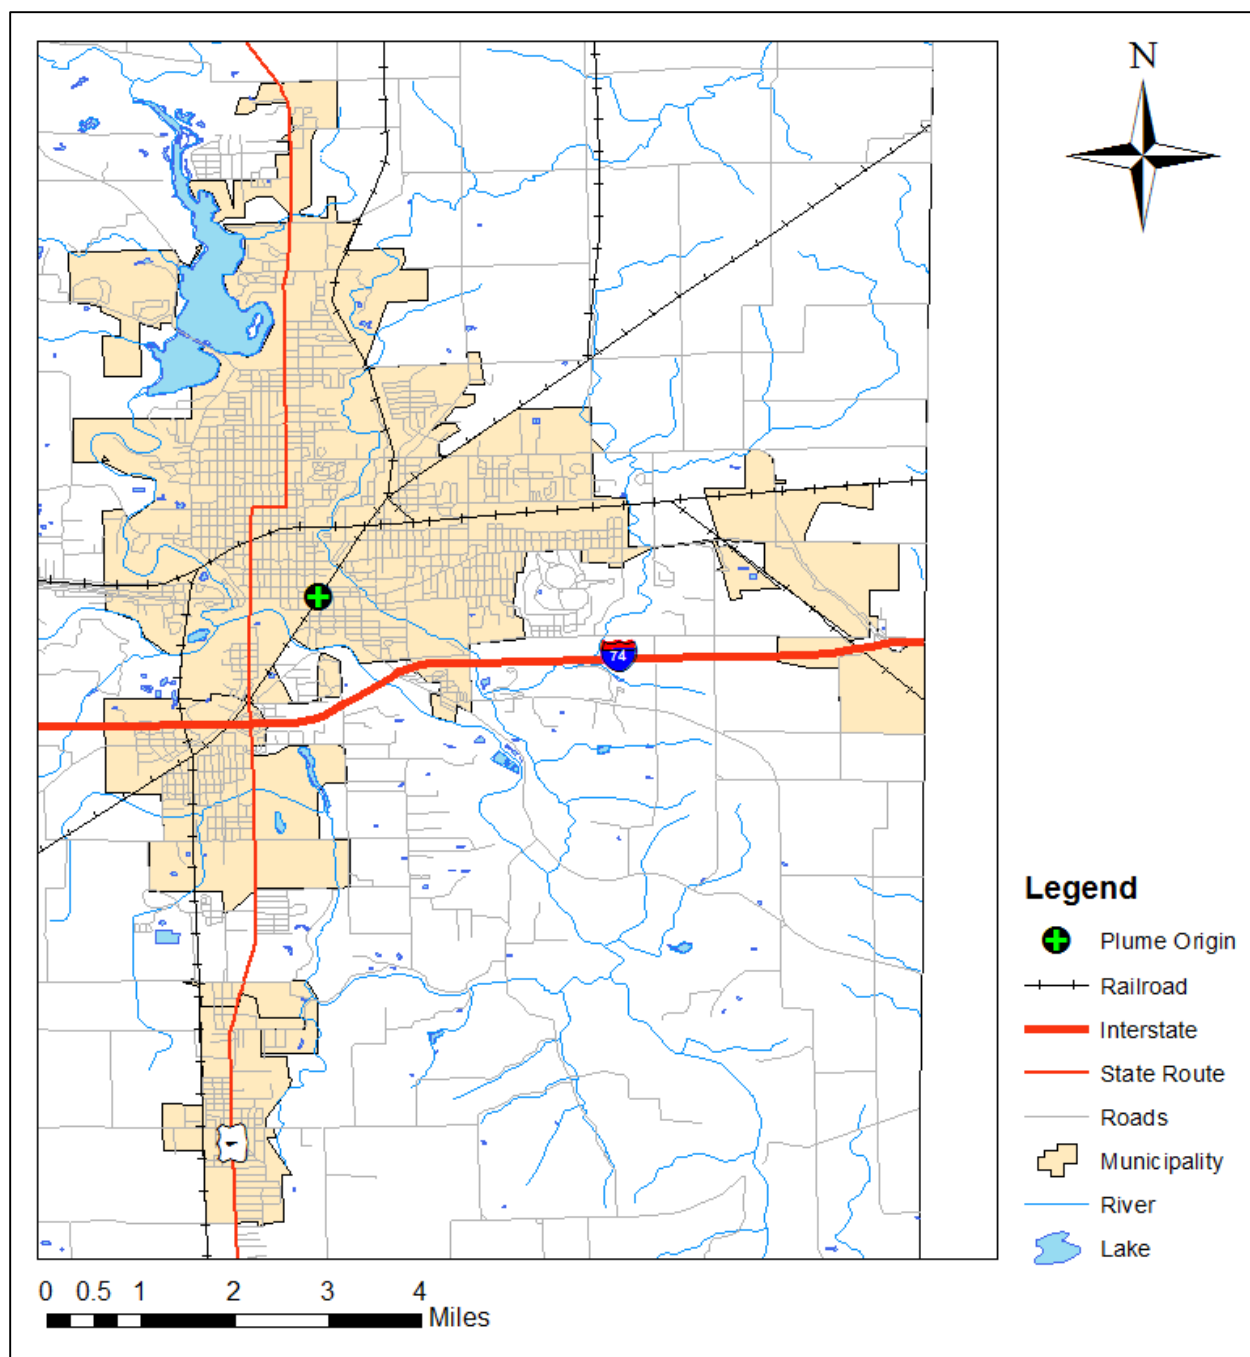 N
74
Legend
Plume Origin
Railroad
Interstate
State Route
Roads
Municipality
River
Lake
0 0.5 1 2 3 4
Miles